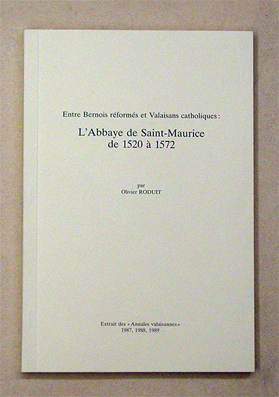 Entre Bernois réformés et Valaisans catholiques :
L'Abbaye de Saint-Maurice
de 1520 à 1572
par
Olivier RODUIT
Extrait des «Annales valaisannes»
1987, 1988, 1989